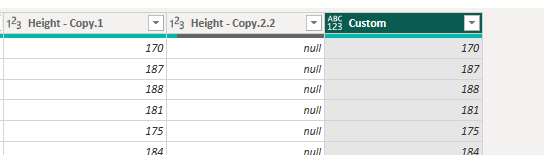 1²3 Height - Copy.1 1²3 Height - Copy.2.2 ABC 123 Custom
170 null 170
187 null 187
188 null 188
181 null 181
175 null 175
184 null 184